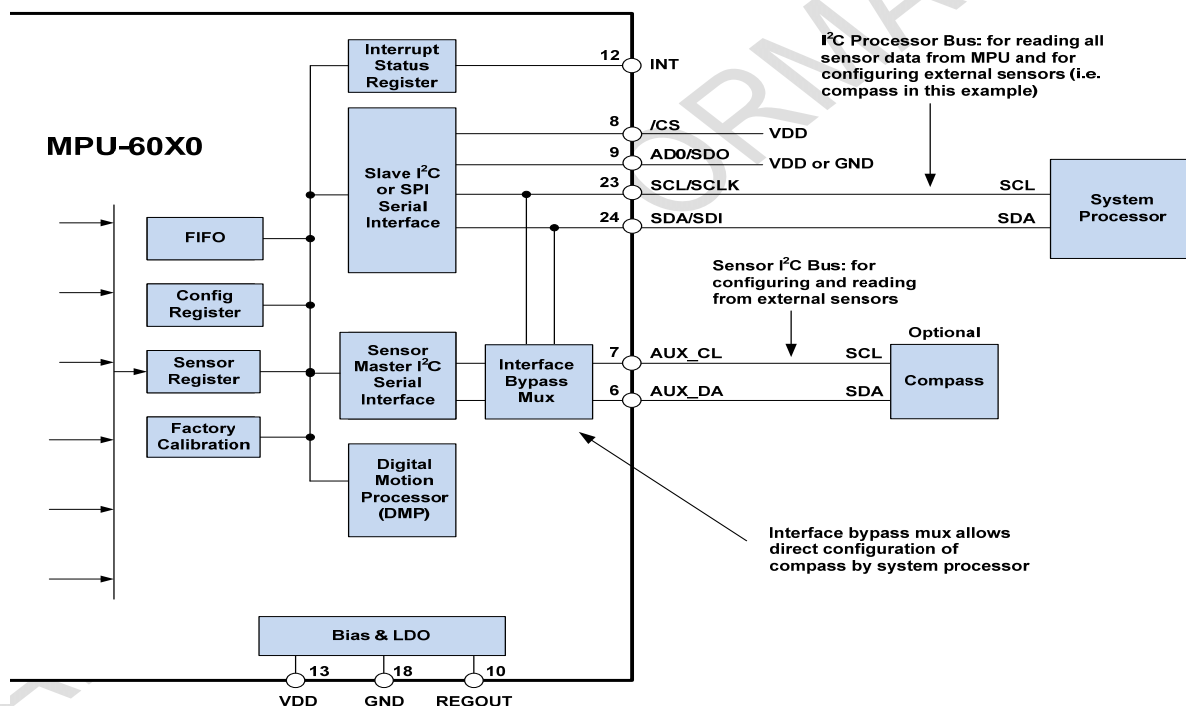 I²C Processor Bus: for reading all
sensor data from MPU and for
configuring external sensors (i.e.
compass in this example)
Interrupt
Status
Register
12
INT
MPU-60X0
8
/CS
VDD
9
AD0/SDO
VDD or GND
Slave I²C
or SPI
Serial
Interface
23
SCL/SCLK
SCL
24
SDA/SDI
SDA
System
Processor
FIFO
Config
Register
Sensor I²C Bus: for
configuring and reading
from external sensors
Sensor
Register
Sensor
Master I²C
Serial
Interface
Interface
Bypass
Mux
7
AUX_CL
SCL
6
AUX_DA
SDA
Optional
Compass
Factory
Calibration
Digital
Motion
Processor
(DMP)
Interface bypass mux allows
direct configuration of
compass by system processor
Bias & LDO
13
18
10
VDD
GND
REGOUT